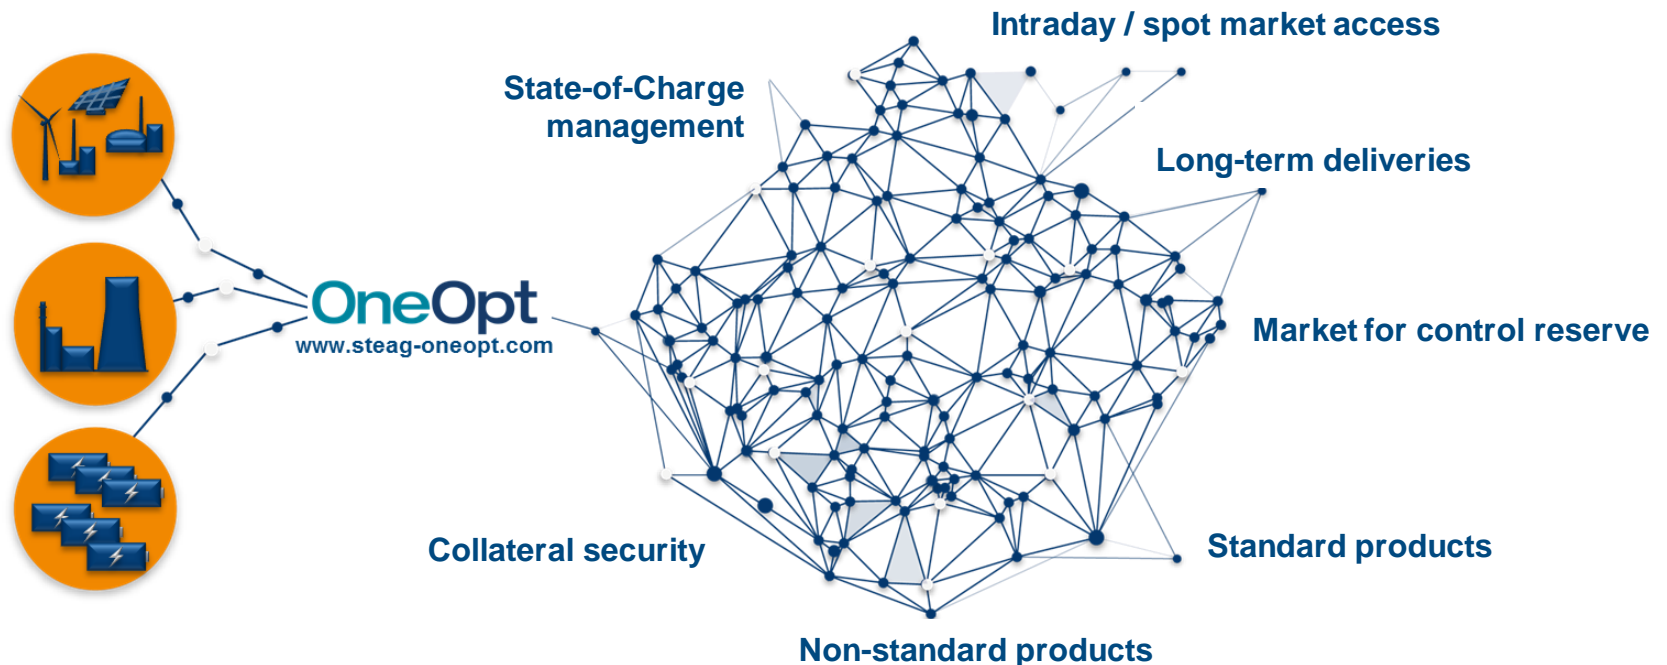 Intraday / spot market access
State-of-Charge
management
Long-term deliveries
OneOpt
www.steag-oneopt.com
Market for control reserve
Collateral security
Standard products
Non-standard products